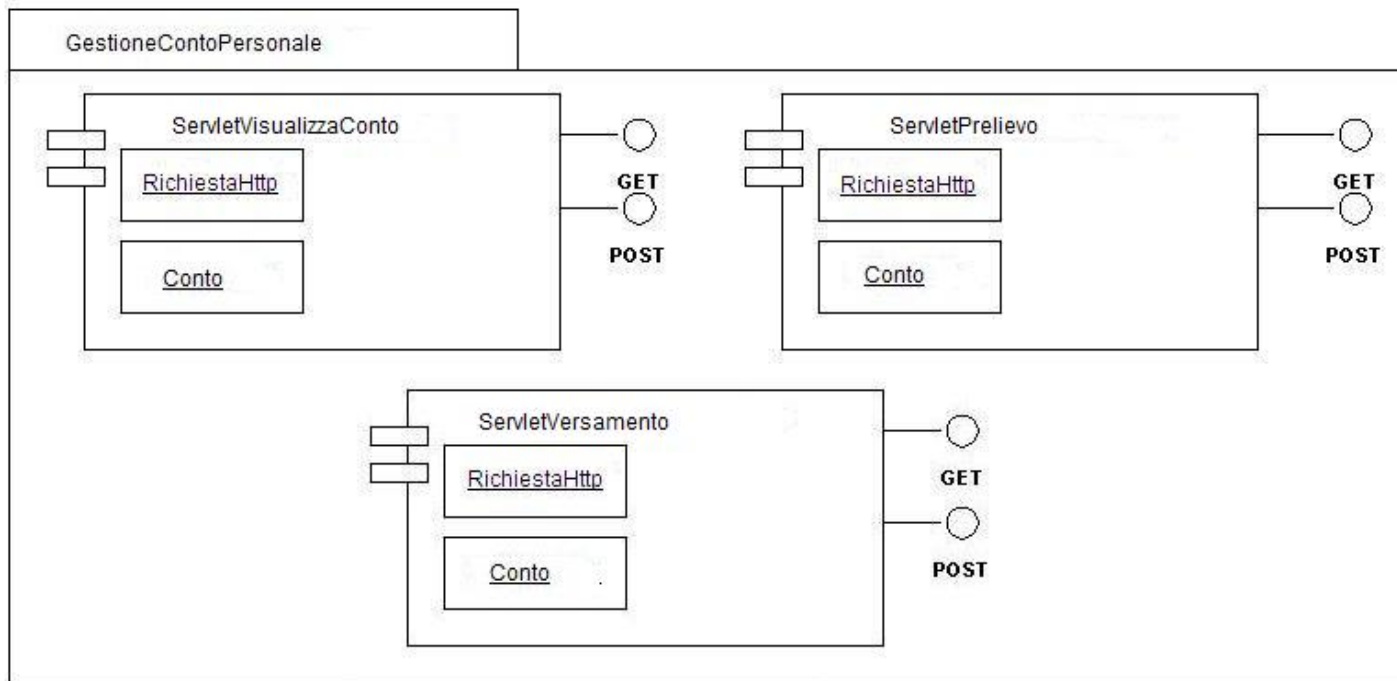 GestioneContoPersonale
ServletVisualizzaConto
RichiestaHttp
Conto
GET
POST
ServletPrelievo
RichiestaHttp
Conto
GET
POST
ServletVersamento
RichiestaHttp
Conto
GET
POST